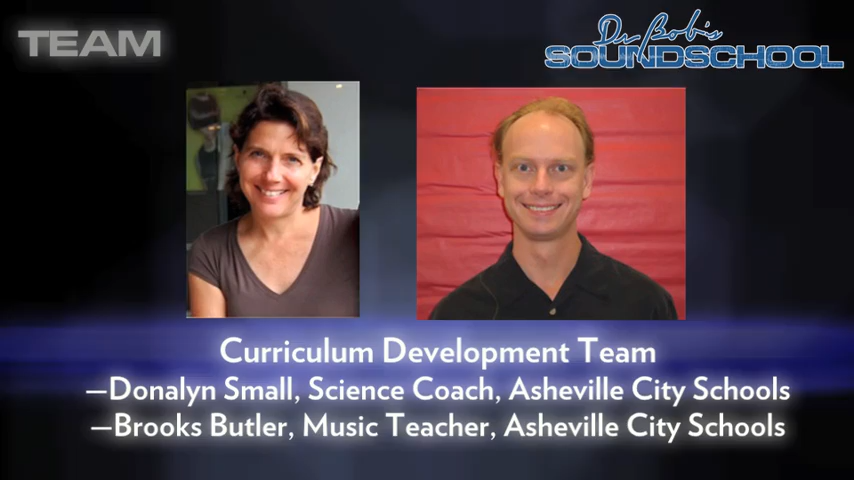 TEAM
Dr Bob's
SOUNDSCHOOL
Curriculum Development Team
—Donalyn Small, Science Coach, Asheville City Schools
—Brooks Butler, Music Teacher, Asheville City Schools